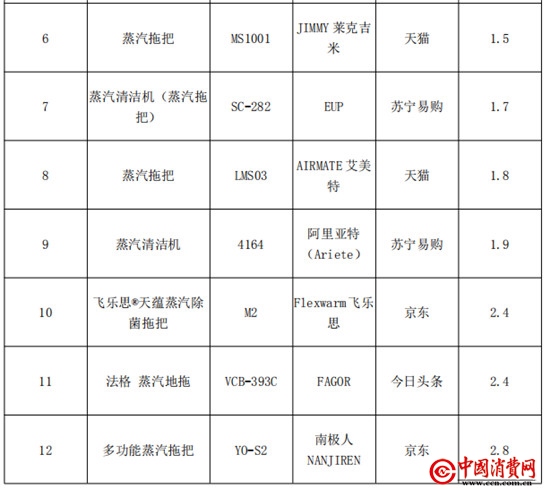 6 蒸汽拖把 MS1001 JIMMY 莱克吉米 天猫 1.5
7 蒸汽清洁机（蒸汽拖把） SC-282 EUP 苏宁易购 1.7
8 蒸汽拖把 LMS03 AIRMATE 艾美特 天猫 1.8
9 蒸汽清洁机 4164 阿里亚特（Ariete） 苏宁易购 1.9
10 飞乐思®天蕴蒸汽除菌拖把 M2 Flexwarm 飞乐思 京东 2.4
11 法格 蒸汽地拖 VCB-393C FAGOR 今日头条 2.4
12 多功能蒸汽拖把 YO-S2 南极人 NANJIREN 京东 2.8
中国消费网
www.ccn.com.cn